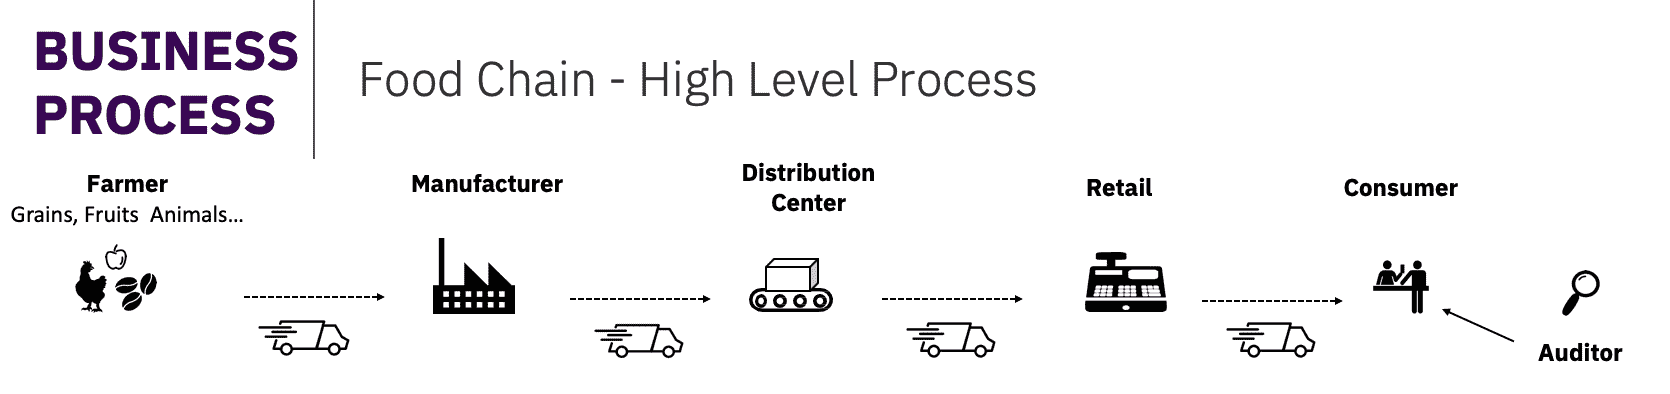 BUSINESS
PROCESS
Food Chain - High Level Process
Farmer
Grains, Fruits  Animals...
Manufacturer
Distribution
Center
Retail
Consumer
Auditor